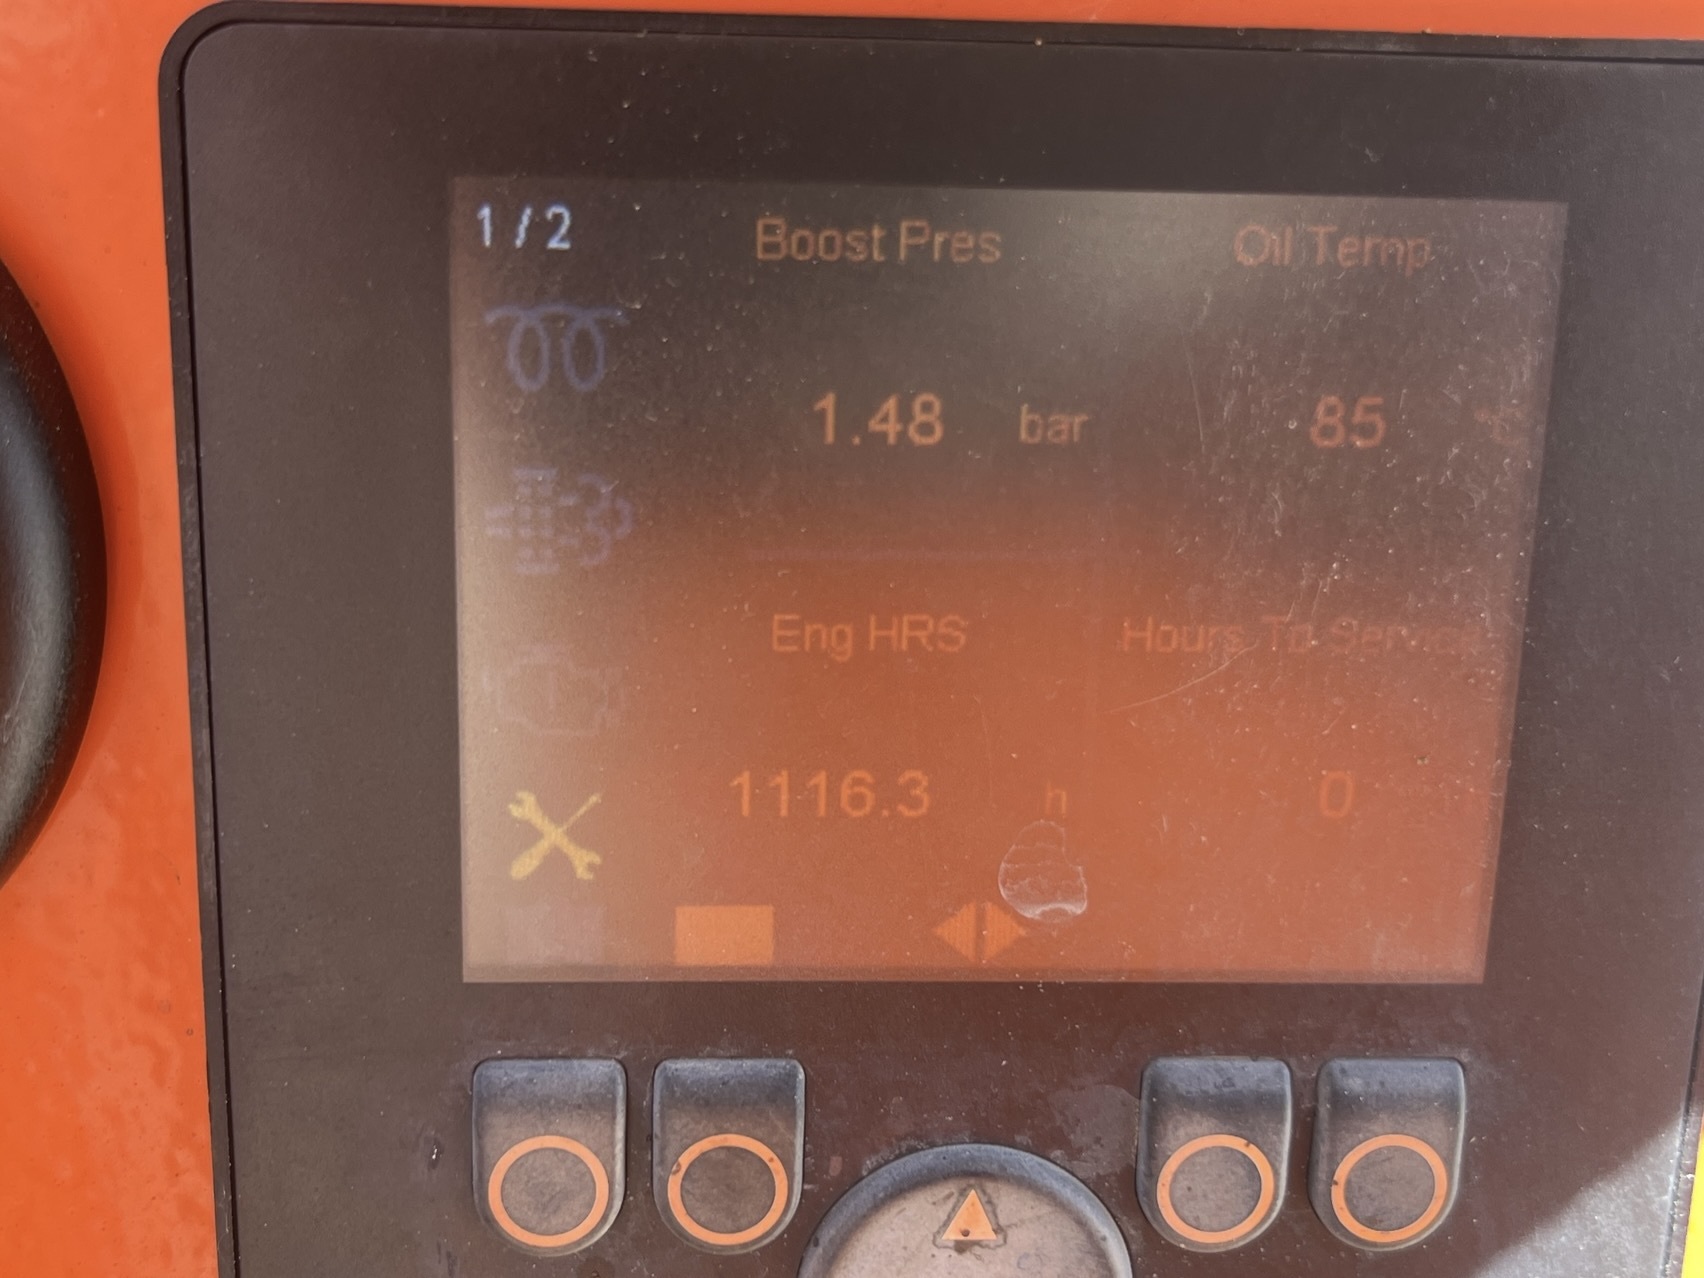 1 / 2
Boost Pres
Oil Temp
1.48 bar
85 °C
Eng HRS
Hours To Service
1116.3 h
0